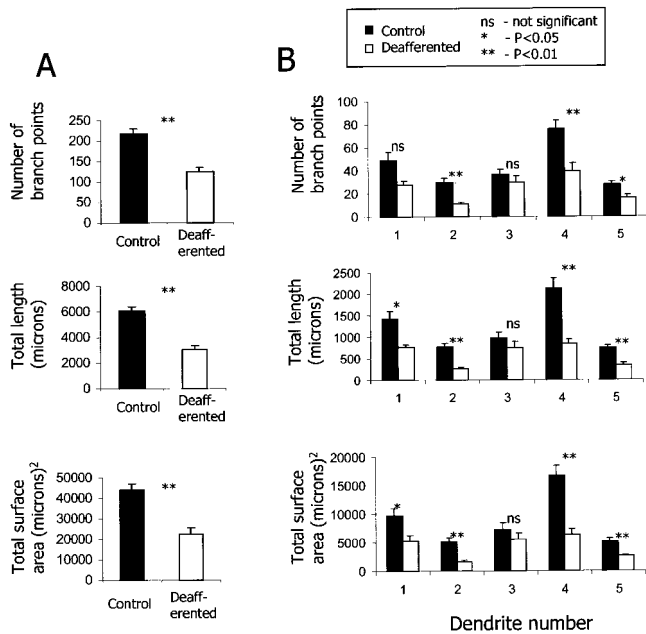 ns - not significant
Control * - P<0.05
Deafferented ** - P<0.01
A
B
Number of
branch points
250
200
150
100
50
0
**
Control Deaff-
erented
Number of
branch points
100
80
60
40
20
0
ns ** ns ** *
1 2 3 4 5
Total length
(microns)
8000
6000
4000
2000
0
**
Control Deaff-
erented
Total length
(microns)
2500
2000
1500
1000
500
0
* ** ns ** **
1 2 3 4 5
Total surface
area (microns)2
50000
40000
30000
20000
10000
0
**
Control Deaff-
erented
Total surface
area (microns)2
20000
15000
10000
5000
0
* ** ns ** **
1 2 3 4 5
Dendrite number